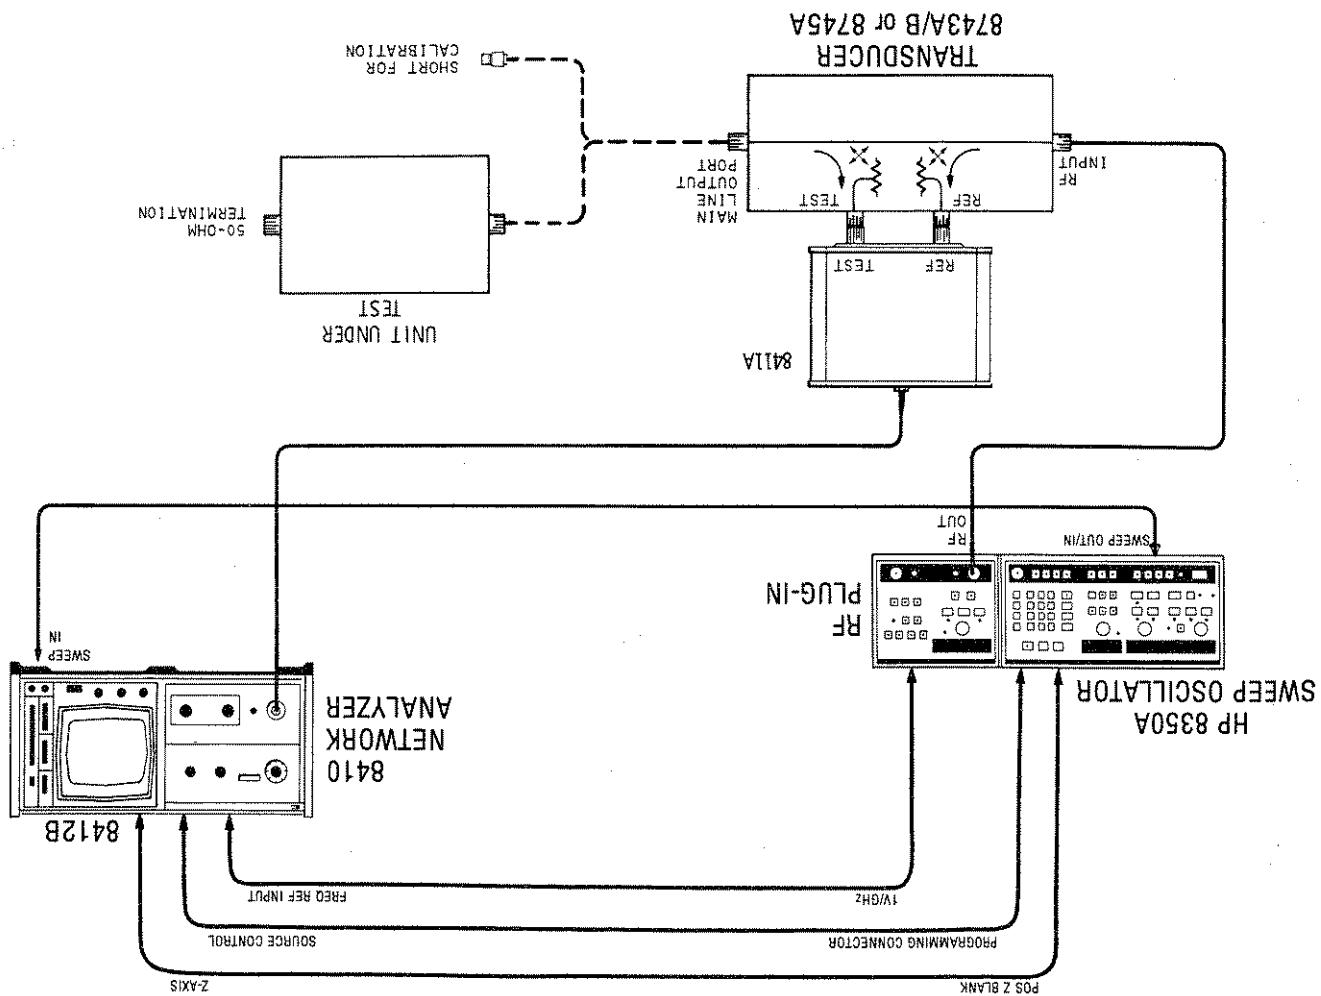 POS Z BLANK
Z-AXIS
PROGRAMMING CONNECTOR
SOURCE CONTROL
1V/GHz
FREQ REF INPUT
8412B
HP 8350A
SWEEP OSCILLATOR
RF
PLUG-IN
8410
NETWORK
ANALYZER
SWEEP
IN
SWEEP OUT/IN
RF
OUT
8411A
UNIT UNDER
TEST
REF
TEST
REF
TEST
MAIN
LINE
OUTPUT
PORT
50-OHM
TERMINATION
RF
INPUT
SHORT FOR
CALIBRATION
TRANSDUCER
8743A/B or 8745A